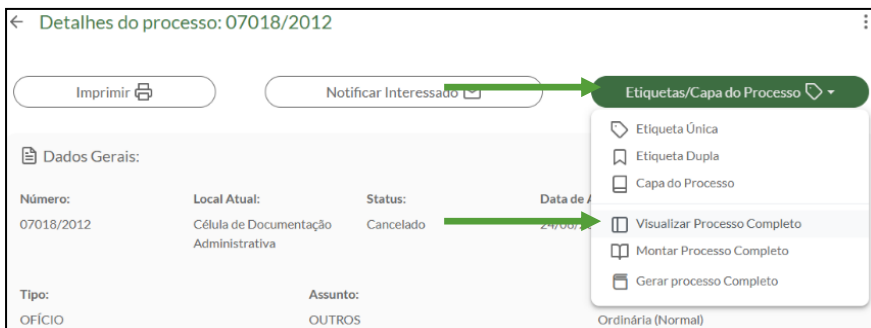 Detalhes do processo: 07018/2012
Imprimir
Notificar Interessado
Etiquetas/Capa do Processo
Etiqueta Única
Etiqueta Dupla
Capa do Processo
Visualizar Processo Completo
Montar Processo Completo
Gerar processo Completo
Dados Gerais:
Número: Local Atual: Status: Data de
07018/2012 Célula de Documentação Cancelado
Administrativa
Tipo: Assunto:
OFÍCIO OUTROS Ordinária (Normal)